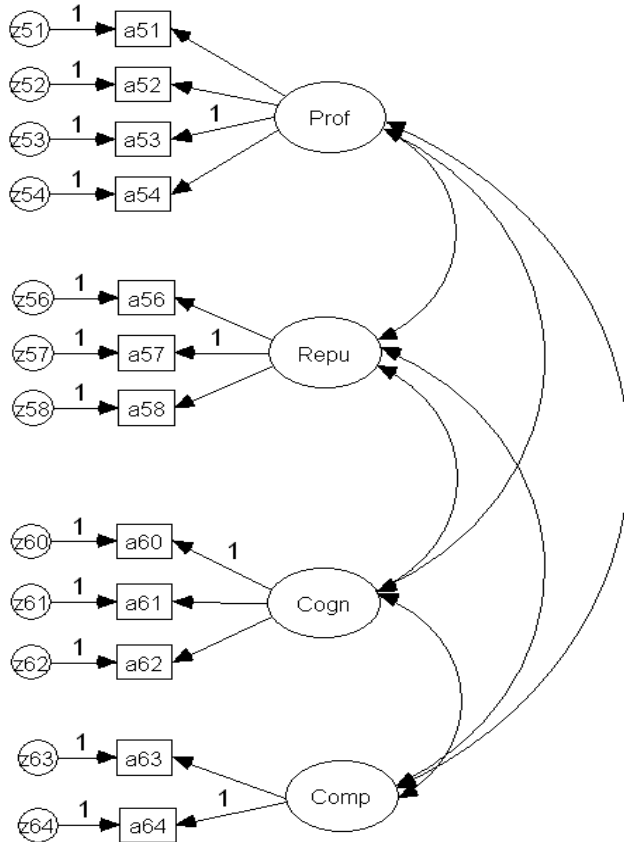 1
z51 a51
1
z52 a52
1 1 Prof
z53 a53
1
z54 a54
1
z56 a56
1 1
z57 a57 Repu
1
z58 a58
1
z60 a60 1
1
z61 a61 Cogn
1
z62 a62
1
z63 a63
1 1 Comp
z64 a64